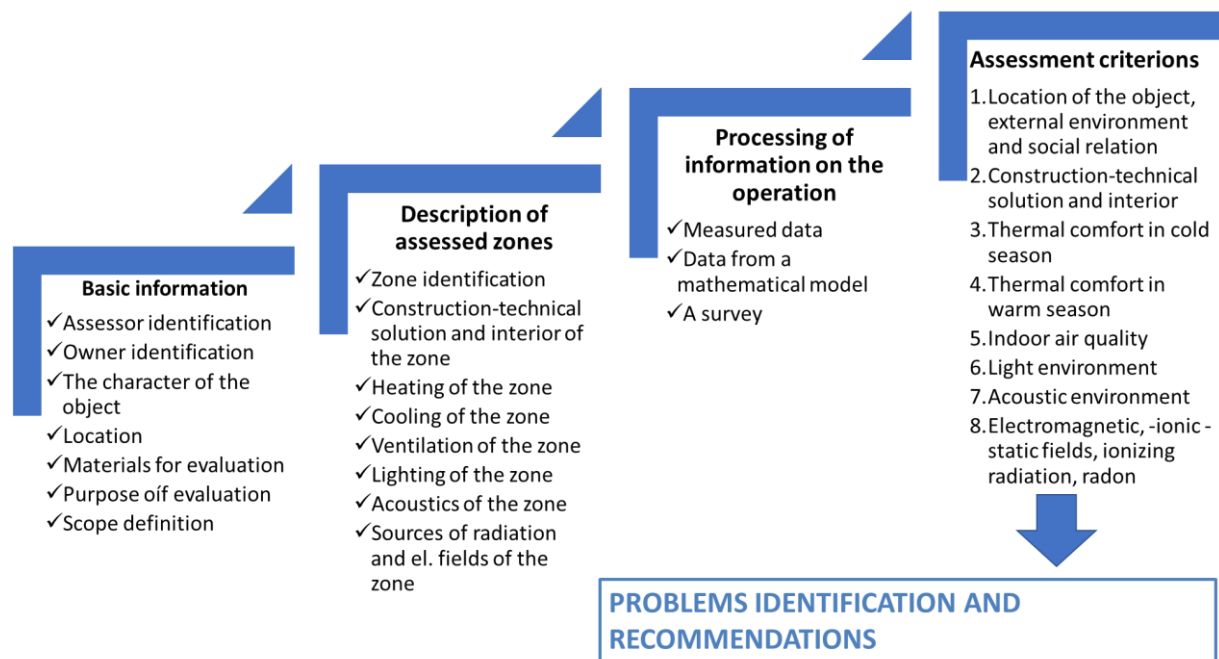 Basic information
✓Assessor identification
✓Owner identification
✓The character of the
object
✓Location
✓Materials for evaluation
✓Purpose oíf evaluation
✓Scope definition
Description of
assessed zones
✓Zone identification
✓Construction-technical
solution and interior of
the zone
✓Heating of the zone
✓Cooling of the zone
✓Ventilation of the zone
✓Lighting of the zone
✓Acoustics of the zone
✓Sources of radiation
and el. fields of the
zone
Processing of
information on the
operation
✓Measured data
✓Data from a
mathematical model
✓A survey
Assessment criterions
1.Location of the object,
external environment
and social relation
2.Construction-technical
solution and interior
3.Thermal comfort in cold
season
4.Thermal comfort in
warm season
5.Indoor air quality
6.Light environment
7.Acoustic environment
8.Electromagnetic, -ionic -
static fields, ionizing
radiation, radon
PROBLEMS IDENTIFICATION AND
RECOMMENDATIONS